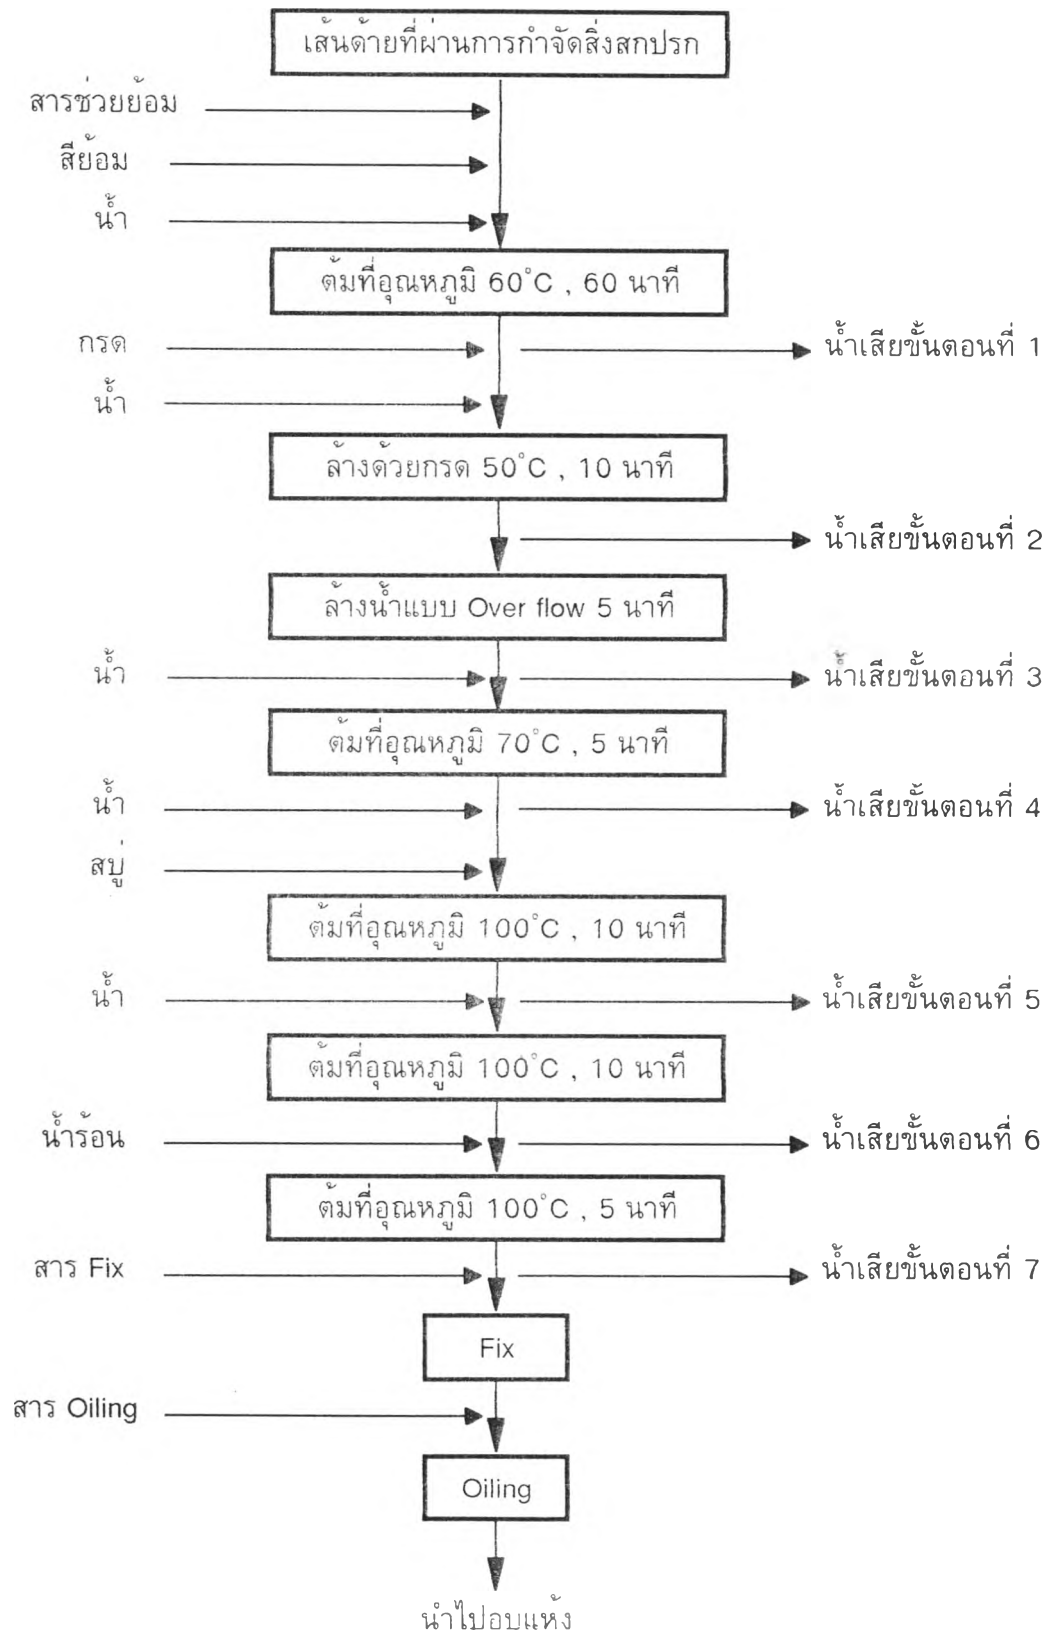 เส้นด้ายที่ผ่านการกำจัดสิ่งสกปรก
สารช่วยย้อม
สีย้อม
น้ำ
ต้มที่อุณหภูมิ 60°C , 60 นาที
กรด
น้ำเสียขั้นตอนที่ 1
น้ำ
ล้างด้วยกรด 50°C , 10 นาที
น้ำเสียขั้นตอนที่ 2
ล้างน้ำแบบ Over flow 5 นาที
น้ำ
น้ำเสียขั้นตอนที่ 3
ต้มที่อุณหภูมิ 70°C , 5 นาที
น้ำ
น้ำเสียขั้นตอนที่ 4
สบู่
ต้มที่อุณหภูมิ 100°C , 10 นาที
น้ำ
น้ำเสียขั้นตอนที่ 5
ต้มที่อุณหภูมิ 100°C , 10 นาที
น้ำร้อน
น้ำเสียขั้นตอนที่ 6
ต้มที่อุณหภูมิ 100°C , 5 นาที
สาร Fix
น้ำเสียขั้นตอนที่ 7
Fix
สาร Oiling
Oiling
นำไปอบแห้ง